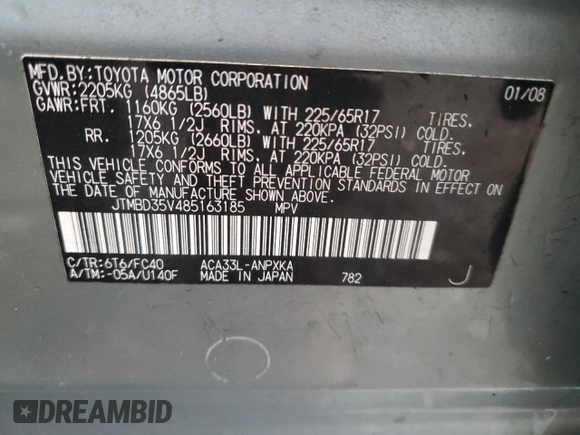 MFD.BY:TOYOTA MOTOR CORPORATION 01/08
GVWR:2205KG (4865LB)
GAWR:FRT. 1160KG (2560LB) WITH 225/65R17 TIRES.
17X6 1/2J RIMS. AT 220KPA (32PSI) COLD.
RR. 1205KG (2660LB) WITH 225/65R17 TIRES.
17X6 1/2J RIMS. AT 220KPA (32PSI) COLD.
THIS VEHICLE CONFORMS TO ALL APPLICABLE FEDERAL MOTOR
VEHICLE SAFETY AND THEFT PREVENTION STANDARDS IN EFFECT ON
THE DATE OF MANUFACTURE SHOWN ABOVE.
JTMBD35V485163185 MPV
C/TR:6T6/FC40 ACA33L-ANPXKA
A/TM:-05A/U140F MADE IN JAPAN 782 J
DREAMBID